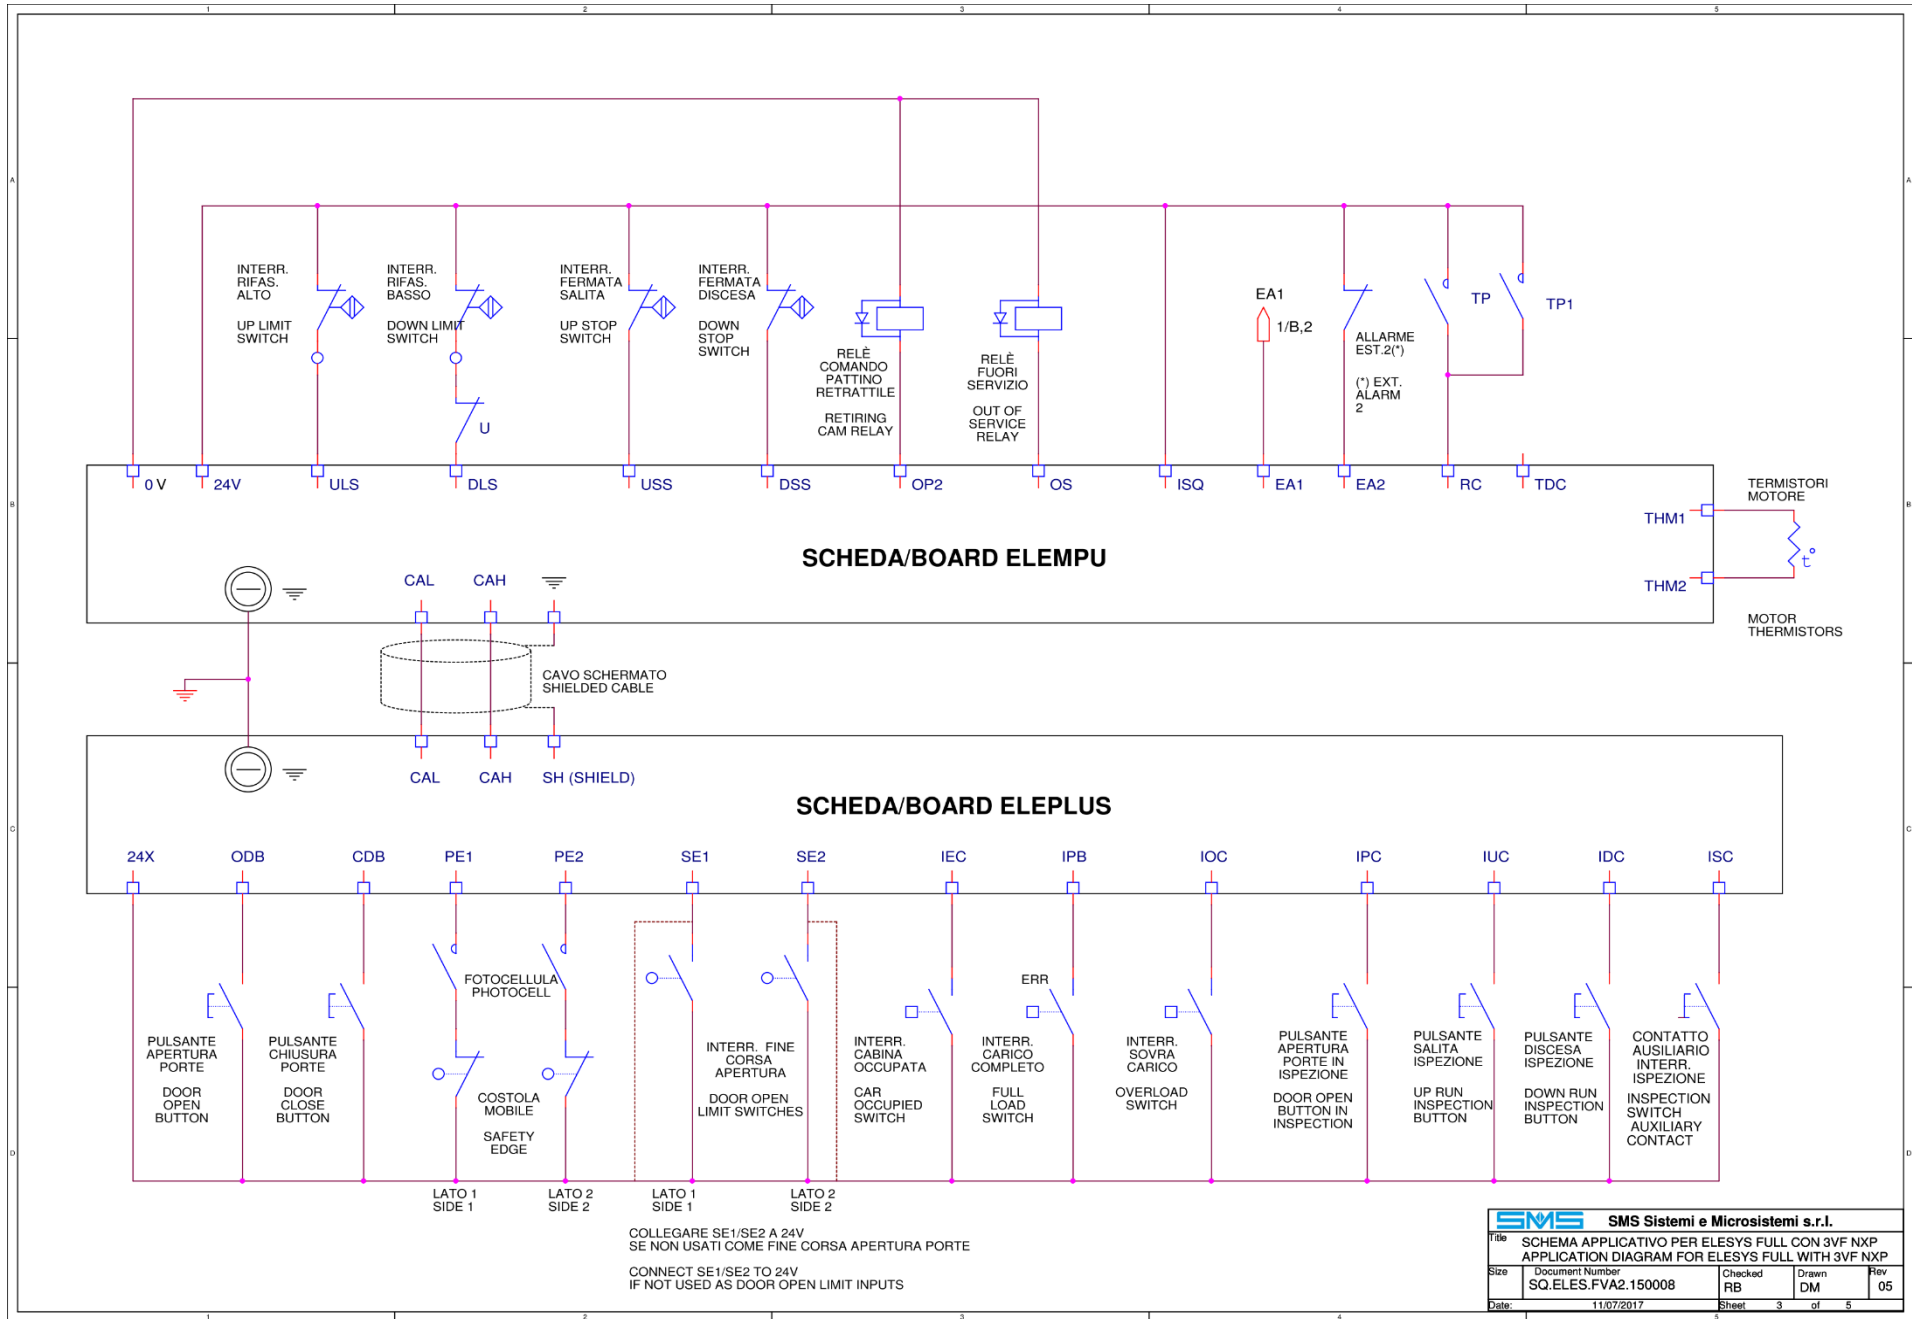 1 2 3 4 5
A
A
INTERR.
RIFAS.
ALTO
UP LIMIT
SWITCH
INTERR.
RIFAS.
BASSO
DOWN LIMIT
SWITCH
INTERR.
FERMATA
SALITA
UP STOP
SWITCH
INTERR.
FERMATA
DISCESA
DOWN
STOP
SWITCH
RELÈ
COMANDO
PATTINO
RETRATTILE
RETIRING
CAM RELAY
RELÈ
FUORI
SERVIZIO
OUT OF
SERVICE
RELAY
EA1
1/B,2
ALLARME
EST.2(*)
(*) EXT.
ALARM
2
TP
TP1
U
0 V 24V ULS DLS USS DSS OP2 OS ISQ EA1 EA2 RC TDC
B
B
THM1
THM2
TERMISTORI
MOTORE
t°
MOTOR
THERMISTORS
SCHEDA/BOARD ELEMPU
CAL CAH
CAVO SCHERMATO
SHIELDED CABLE
CAL CAH SH (SHIELD)
SCHEDA/BOARD ELEPLUS
C
C
24X ODB CDB PE1 PE2 SE1 SE2 IEC IPB IOC IPC IUC IDC ISC
PULSANTE
APERTURA
PORTE
DOOR
OPEN
BUTTON
PULSANTE
CHIUSURA
PORTE
DOOR
CLOSE
BUTTON
FOTOCELLULA
PHOTOCELL
COSTOLA
MOBILE
SAFETY
EDGE
INTERR. FINE
CORSA
APERTURA
DOOR OPEN
LIMIT SWITCHES
INTERR.
CABINA
OCCUPATA
CAR
OCCUPIED
SWITCH
ERR
INTERR.
CARICO
COMPLETO
FULL
LOAD
SWITCH
INTERR.
SOVRA
CARICO
OVERLOAD
SWITCH
PULSANTE
APERTURA
PORTE IN
ISPEZIONE
DOOR OPEN
BUTTON IN
INSPECTION
PULSANTE
SALITA
ISPEZIONE
UP RUN
INSPECTION
BUTTON
PULSANTE
DISCESA
ISPEZIONE
DOWN RUN
INSPECTION
BUTTON
CONTATTO
AUSILIARIO
INTERR.
ISPEZIONE
INSPECTION
SWITCH
AUXILIARY
CONTACT
D
D
LATO 1
SIDE 1
LATO 2
SIDE 2
LATO 1
SIDE 1
LATO 2
SIDE 2
COLLEGARE SE1/SE2 A 24V
SE NON USATI COME FINE CORSA APERTURA PORTE
CONNECT SE1/SE2 TO 24V
IF NOT USED AS DOOR OPEN LIMIT INPUTS
SMS SMS Sistemi e Microsistemi s.r.l.
Title SCHEMA APPLICATIVO PER ELESYS FULL CON 3VF NXP
APPLICATION DIAGRAM FOR ELESYS FULL WITH 3VF NXP
Size Document Number Checked Drawn Rev
SQ.ELES.FVA2.150008 RB DM 05
Date: 11/07/2017 Sheet 3 of 5
1 2 3 4 5